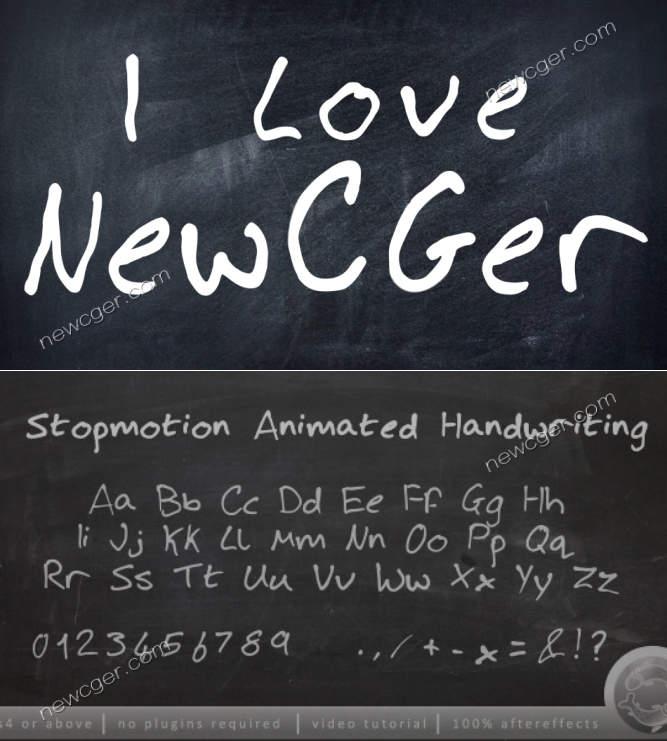 I Love
newcger.com
NewCGer
newcger.com
Stopmotion Animated Handwriting
newcger.com
Aa Bb Cc Dd Ee Ff Gg Hh
Ii Jj Kk Ll Mm Nn Oo Pp Qq
Rr Ss Tt Uu Vv Ww Xx Yy Zz
0123456789 .,/+-x=&!?
newcger.com
s4 or above | no plugins required | video tutorial | 100% aftereffects